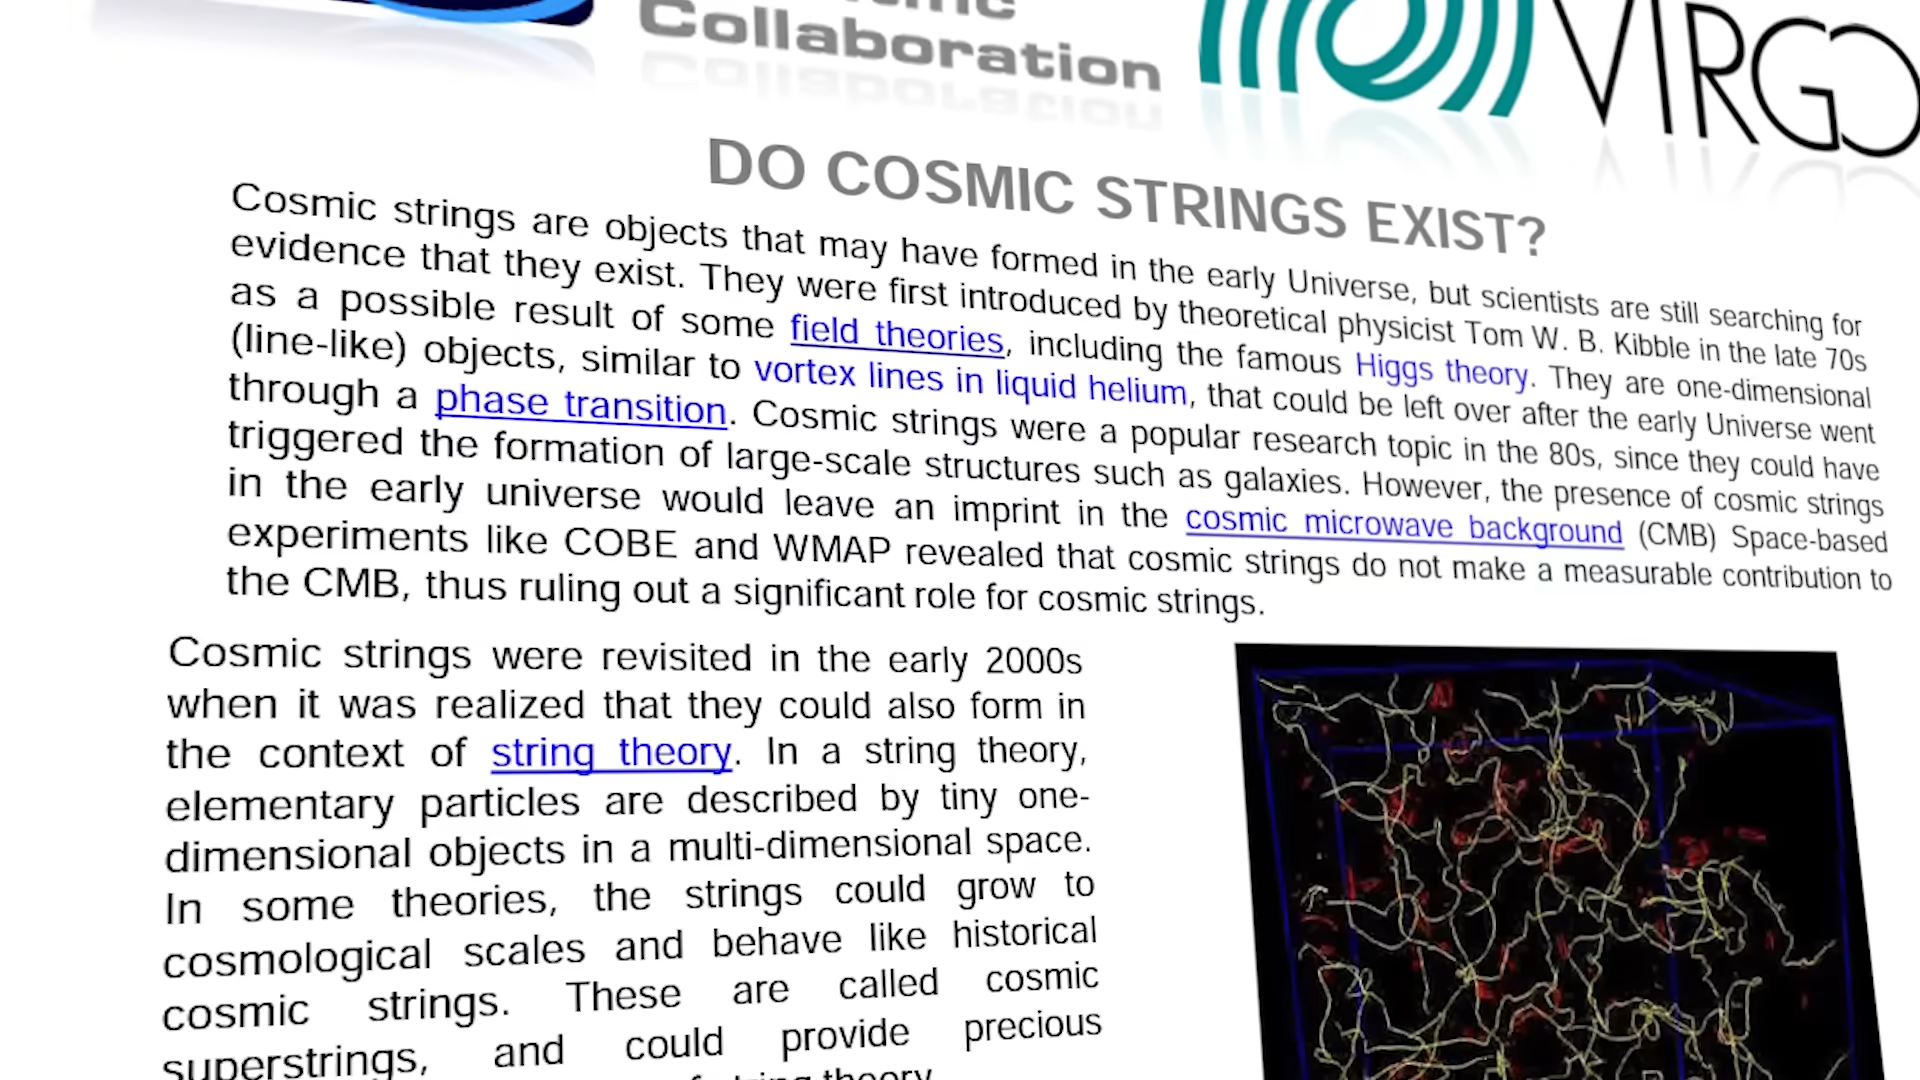 Collaboration
VIRGO
DO COSMIC STRINGS EXIST?
Cosmic strings are objects that may have formed in the early Universe, but scientists are still searching for
evidence that they exist. They were first introduced by theoretical physicist Tom W. B. Kibble in the late 70s
as a possible result of some field theories, including the famous Higgs theory. They are one-dimensional
(line-like) objects, similar to vortex lines in liquid helium, that could be left over after the early Universe went
through a phase transition. Cosmic strings were a popular research topic in the 80s, since they could have
triggered the formation of large-scale structures such as galaxies. However, the presence of cosmic strings
in the early universe would leave an imprint in the cosmic microwave background (CMB) Space-based
experiments like COBE and WMAP revealed that cosmic strings do not make a measurable contribution to
the CMB, thus ruling out a significant role for cosmic strings.
Cosmic strings were revisited in the early 2000s
when it was realized that they could also form in
the context of string theory. In a string theory,
elementary particles are described by tiny one-
dimensional objects in a multi-dimensional space.
In some theories, the strings could grow to
cosmological scales and behave like historical
cosmic strings. These are called cosmic
superstrings, and could provide precious
theory